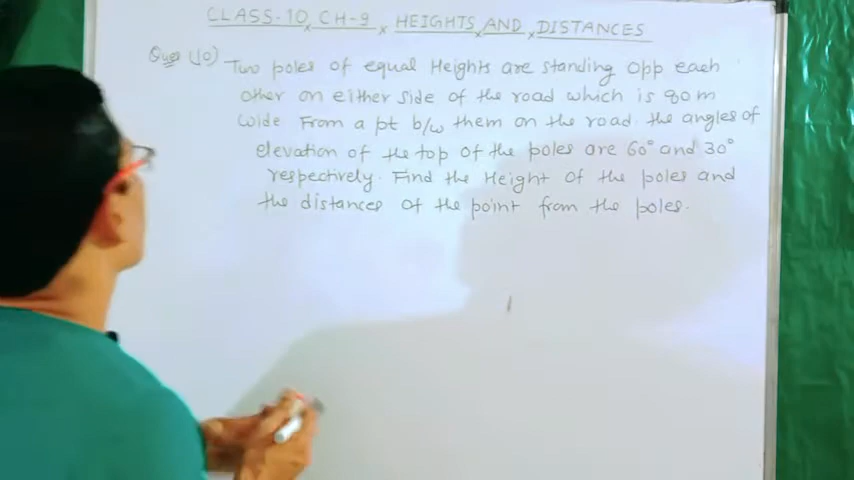 CLASS-10 CH-9 HEIGHTS AND DISTANCES
Ques (10) Two poles of equal Heights are standing opp each
other on either side of the road which is 80 m
wide. From a pt b/w them on the road. the angles of
elevation of the top of the poles are 60° and 30°
respectively. Find the Height of the poles and
the distances of the point from the poles.